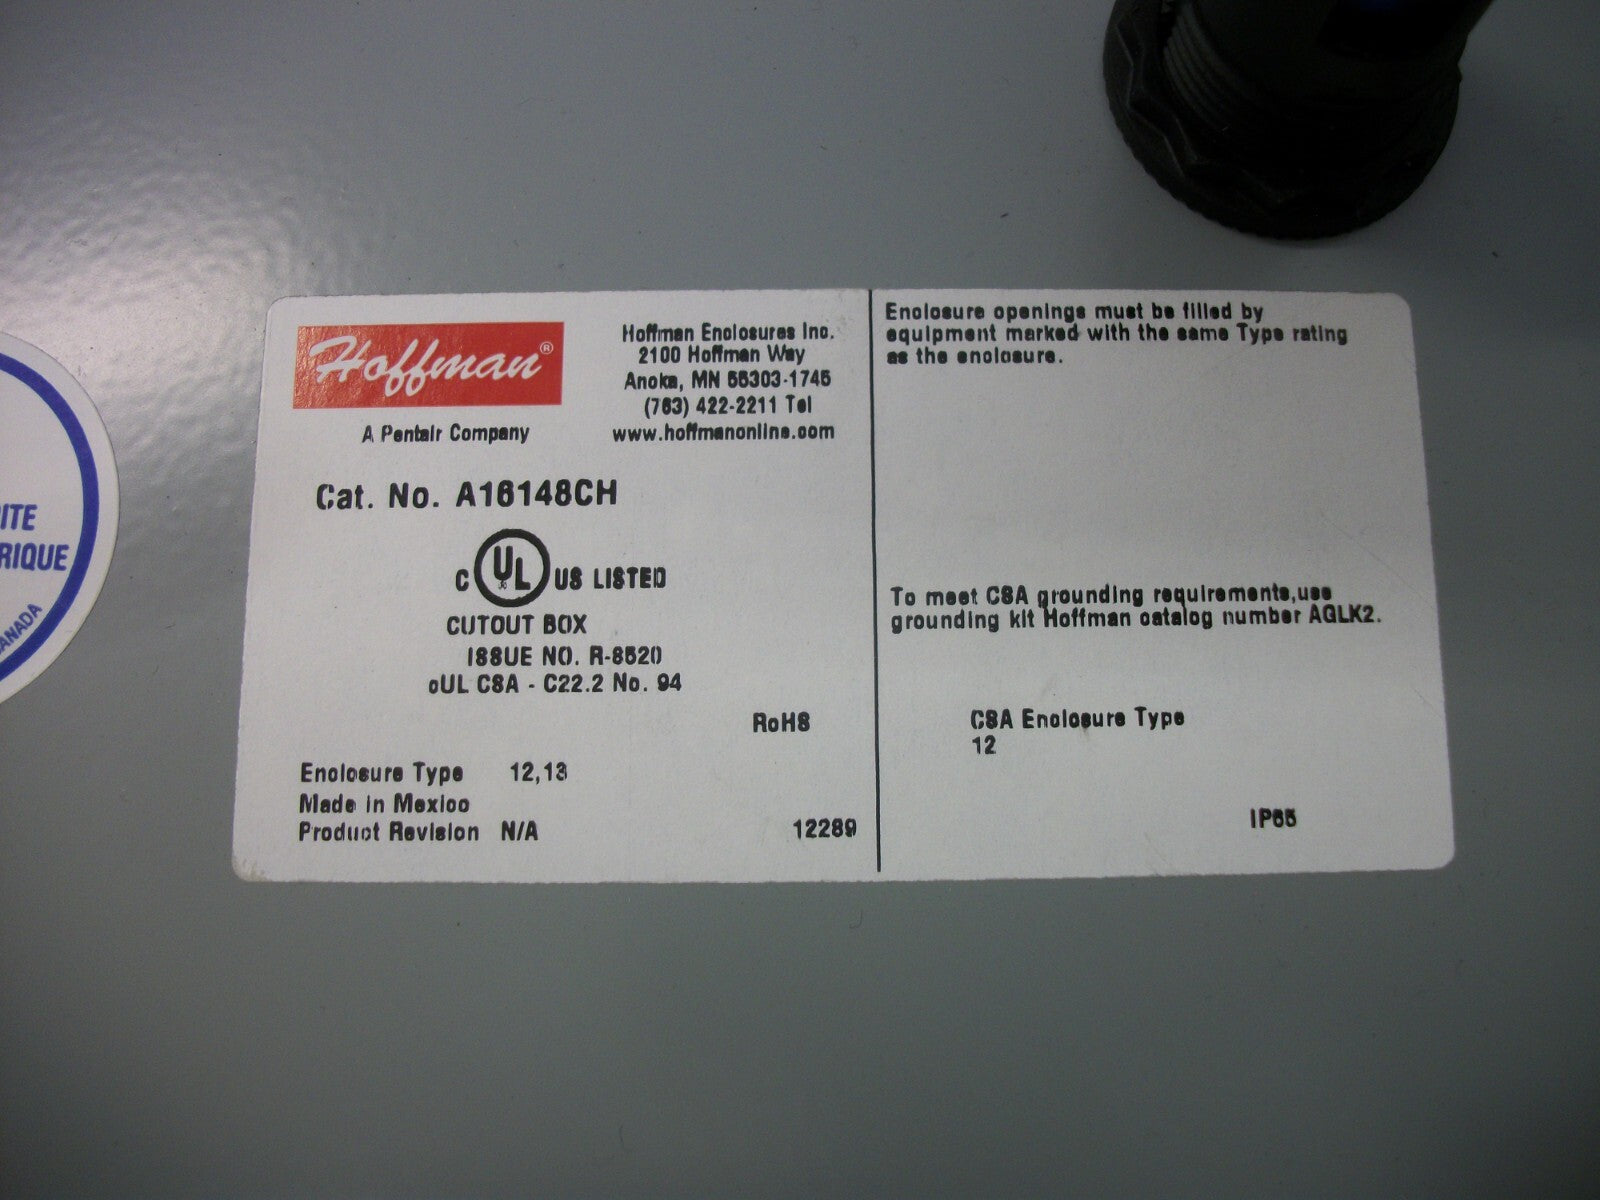 ITE
RIQUE
CANADA
Hoffman®
A Pentair Company
Hoffman Enclosures Inc.
2100 Hoffman Way
Anoka, MN 55303-1745
(763) 422-2211 Tel
www.hoffmanonline.com
Cat. No. A16148CH
C UL US LISTED
CUTOUT BOX
ISSUE NO. R-8520
cUL CSA - C22.2 No. 94
RoHS
Enclosure Type 12,13
Made in Mexico
Product Revision N/A
12289
Enclosure openings must be filled by
equipment marked with the same Type rating
as the enclosure.
To meet CSA grounding requirements,use
grounding kit Hoffman catalog number AGLK2.
CSA Enclosure Type
12
IP65